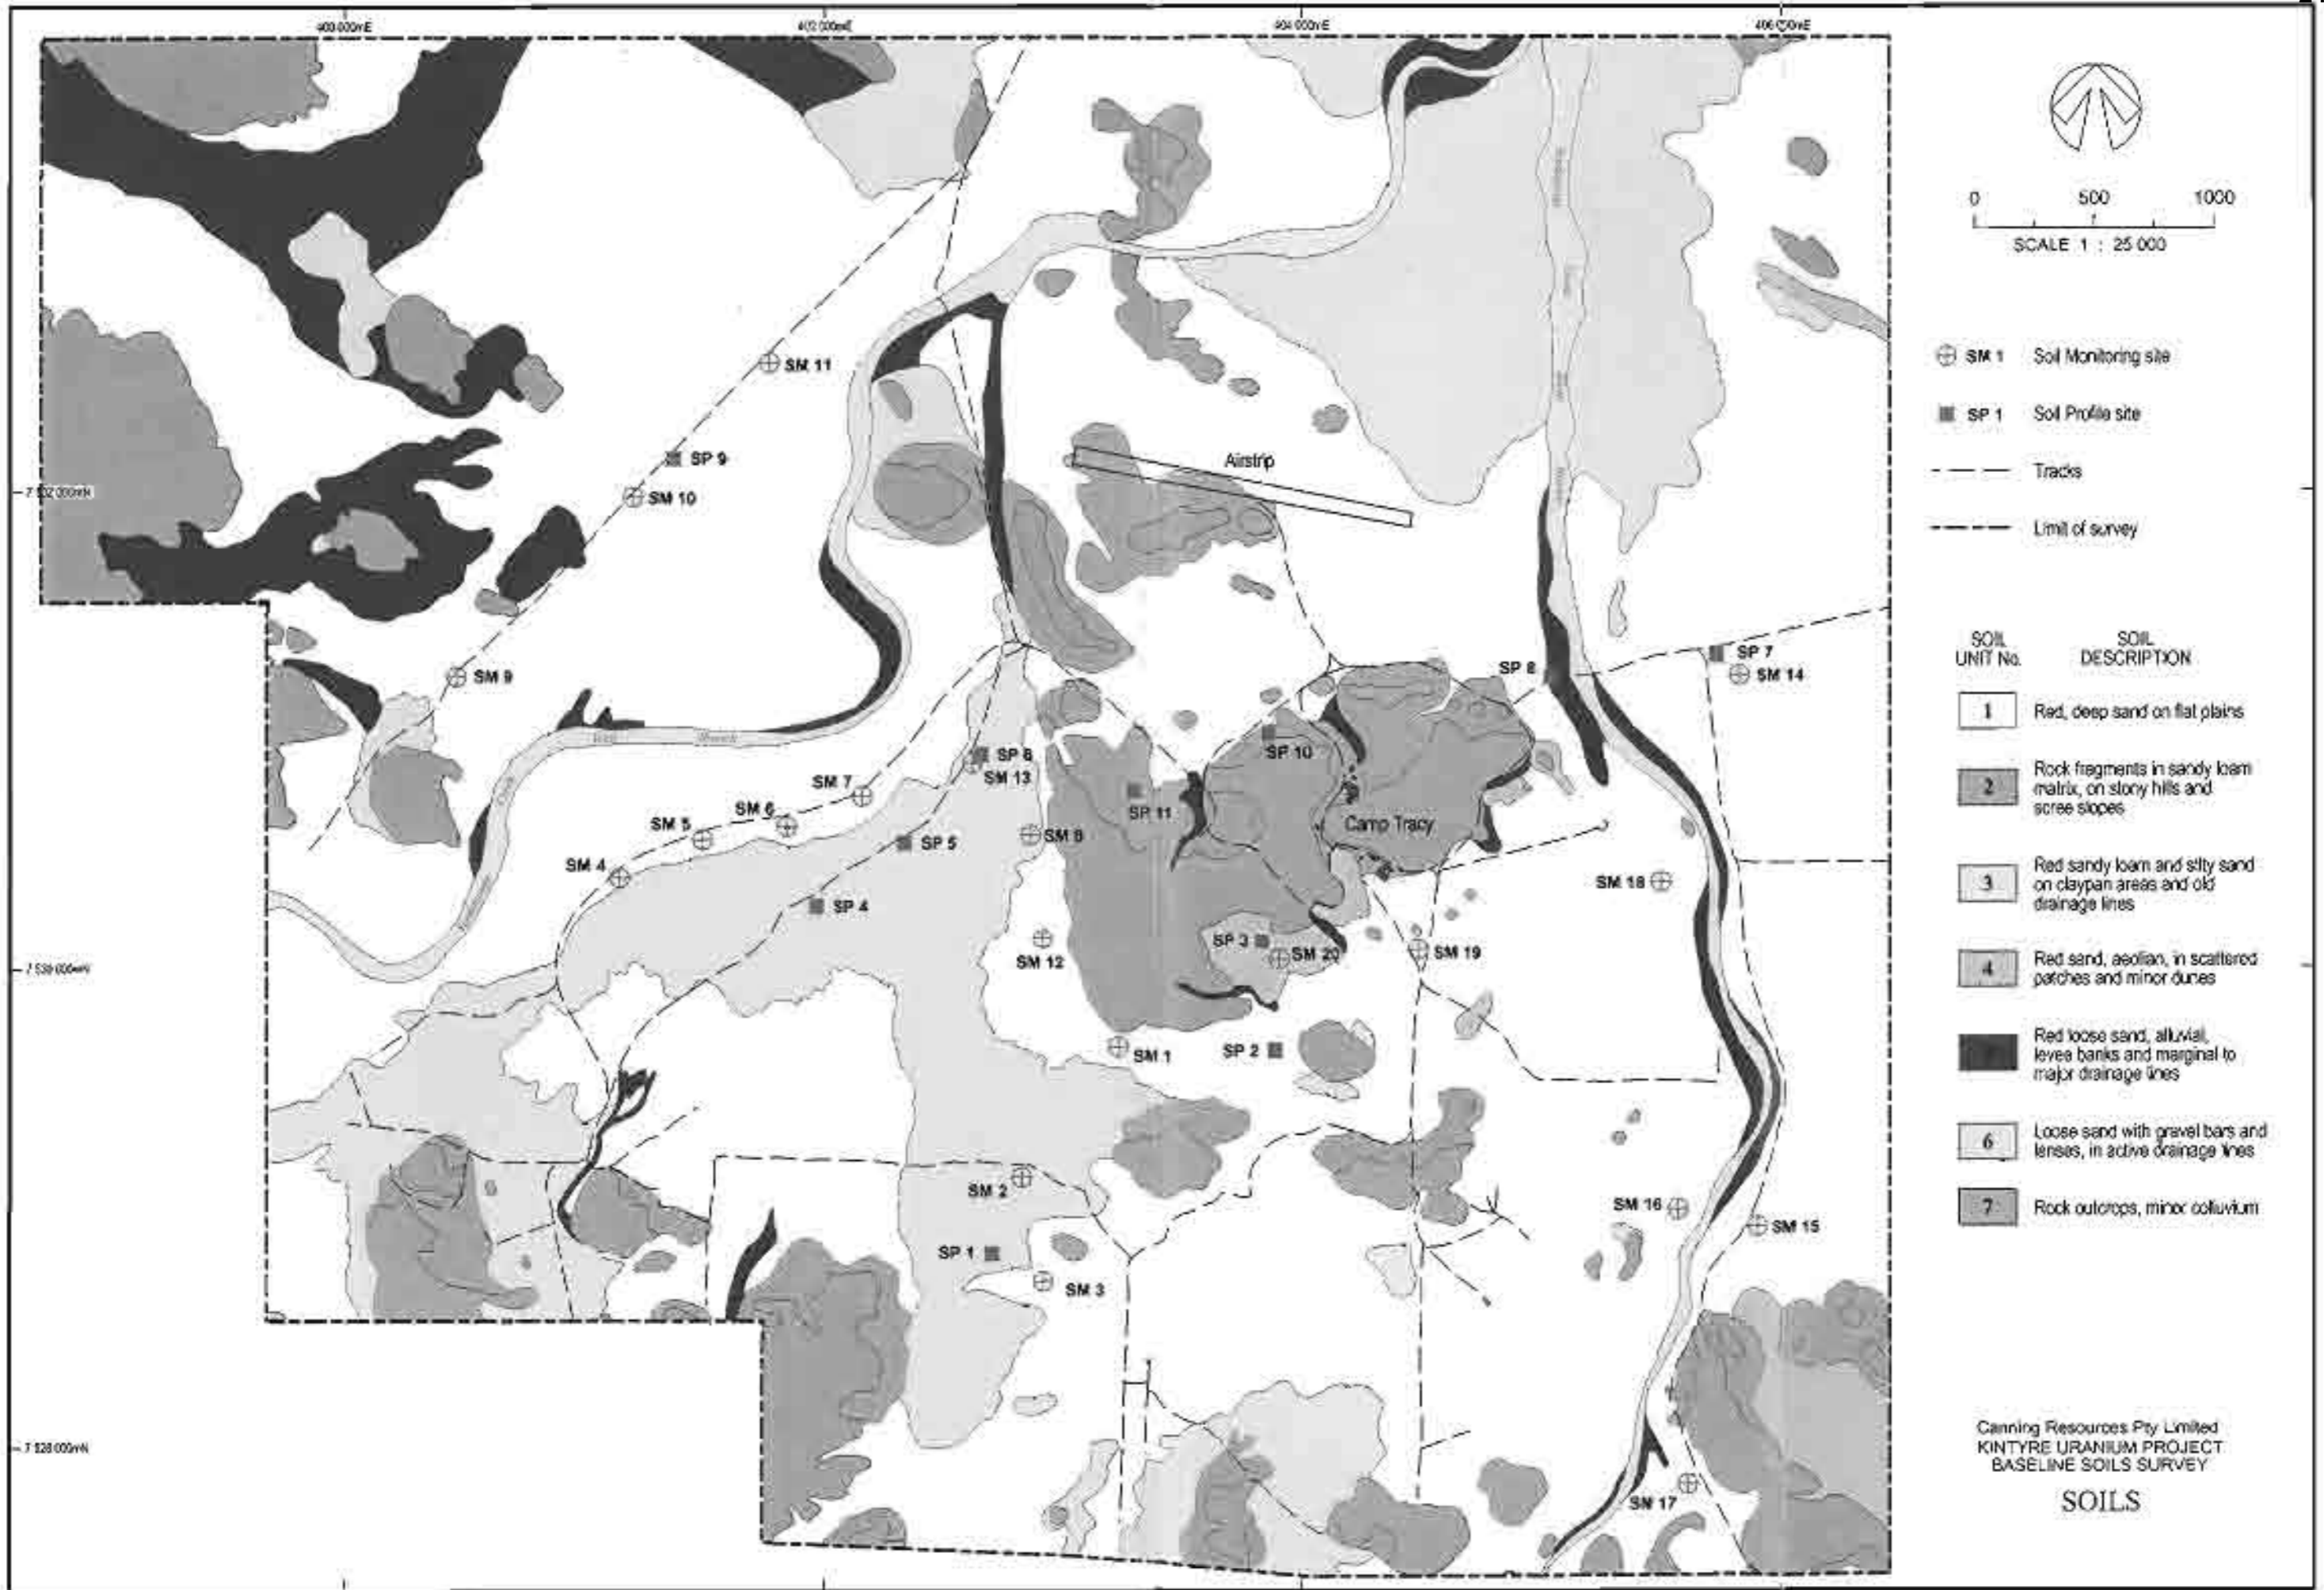 400 000mE
402 000mE
404 000mE
406 000mE
0 500 1000
SCALE 1 : 25 000
SM 1 Soil Monitoring site
SP 1 Soil Profile site
Tracks
Limit of survey
SOIL UNIT No.
SOIL DESCRIPTION
1 Red, deep sand on flat plains
2 Rock fragments in sandy loam
matrix, on stony hills and
scree slopes
3 Red sandy loam and silty sand
on claypan areas and old
drainage lines
4 Red sand, aeolian, in scattered
patches and minor dunes
Red loose sand, alluvial,
levee banks and marginal to
major drainage lines
6 Loose sand with gravel bars and
lenses, in active drainage lines
7 Rock outcrops, minor colluvium
Canning Resources Pty Limited
KINTYRE URANIUM PROJECT
BASELINE SOILS SURVEY
SOILS
SM 11
SP 9
Airstrip
7 532 000mN
SM 10
SP 7
SP 8
SM 9
SM 14
SP 10
SP 6
SM 13
SM 7
SP 11
SM 6
SM 5
Camp Tracy
SM 8
SP 5
SM 4
SM 18
SP 4
SP 3
SM 20
SM 19
SM 12
7 530 000mN
SM 1
SP 2
SM 2
SM 16
SM 15
SP 1
SM 3
7 528 000mN
SM 17